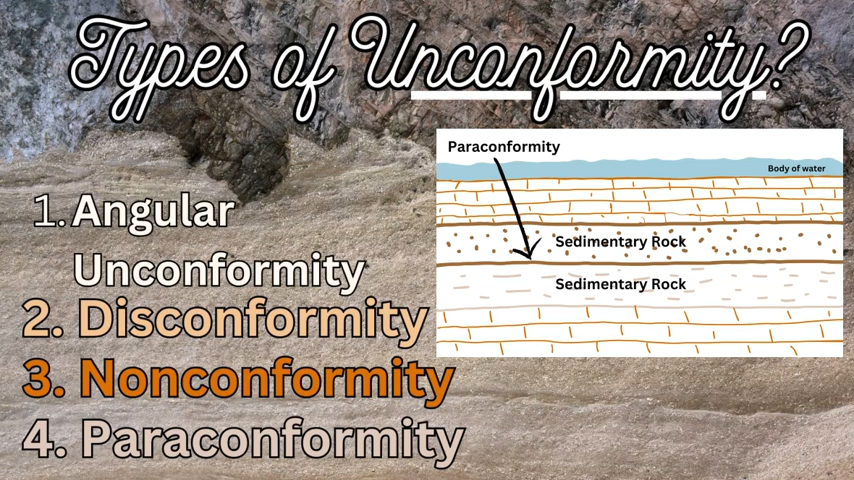 Types of Unconformity?
1. Angular
Unconformity
2. Disconformity
3. Nonconformity
4. Paraconformity
Paraconformity
Body of water
Sedimentary Rock
Sedimentary Rock